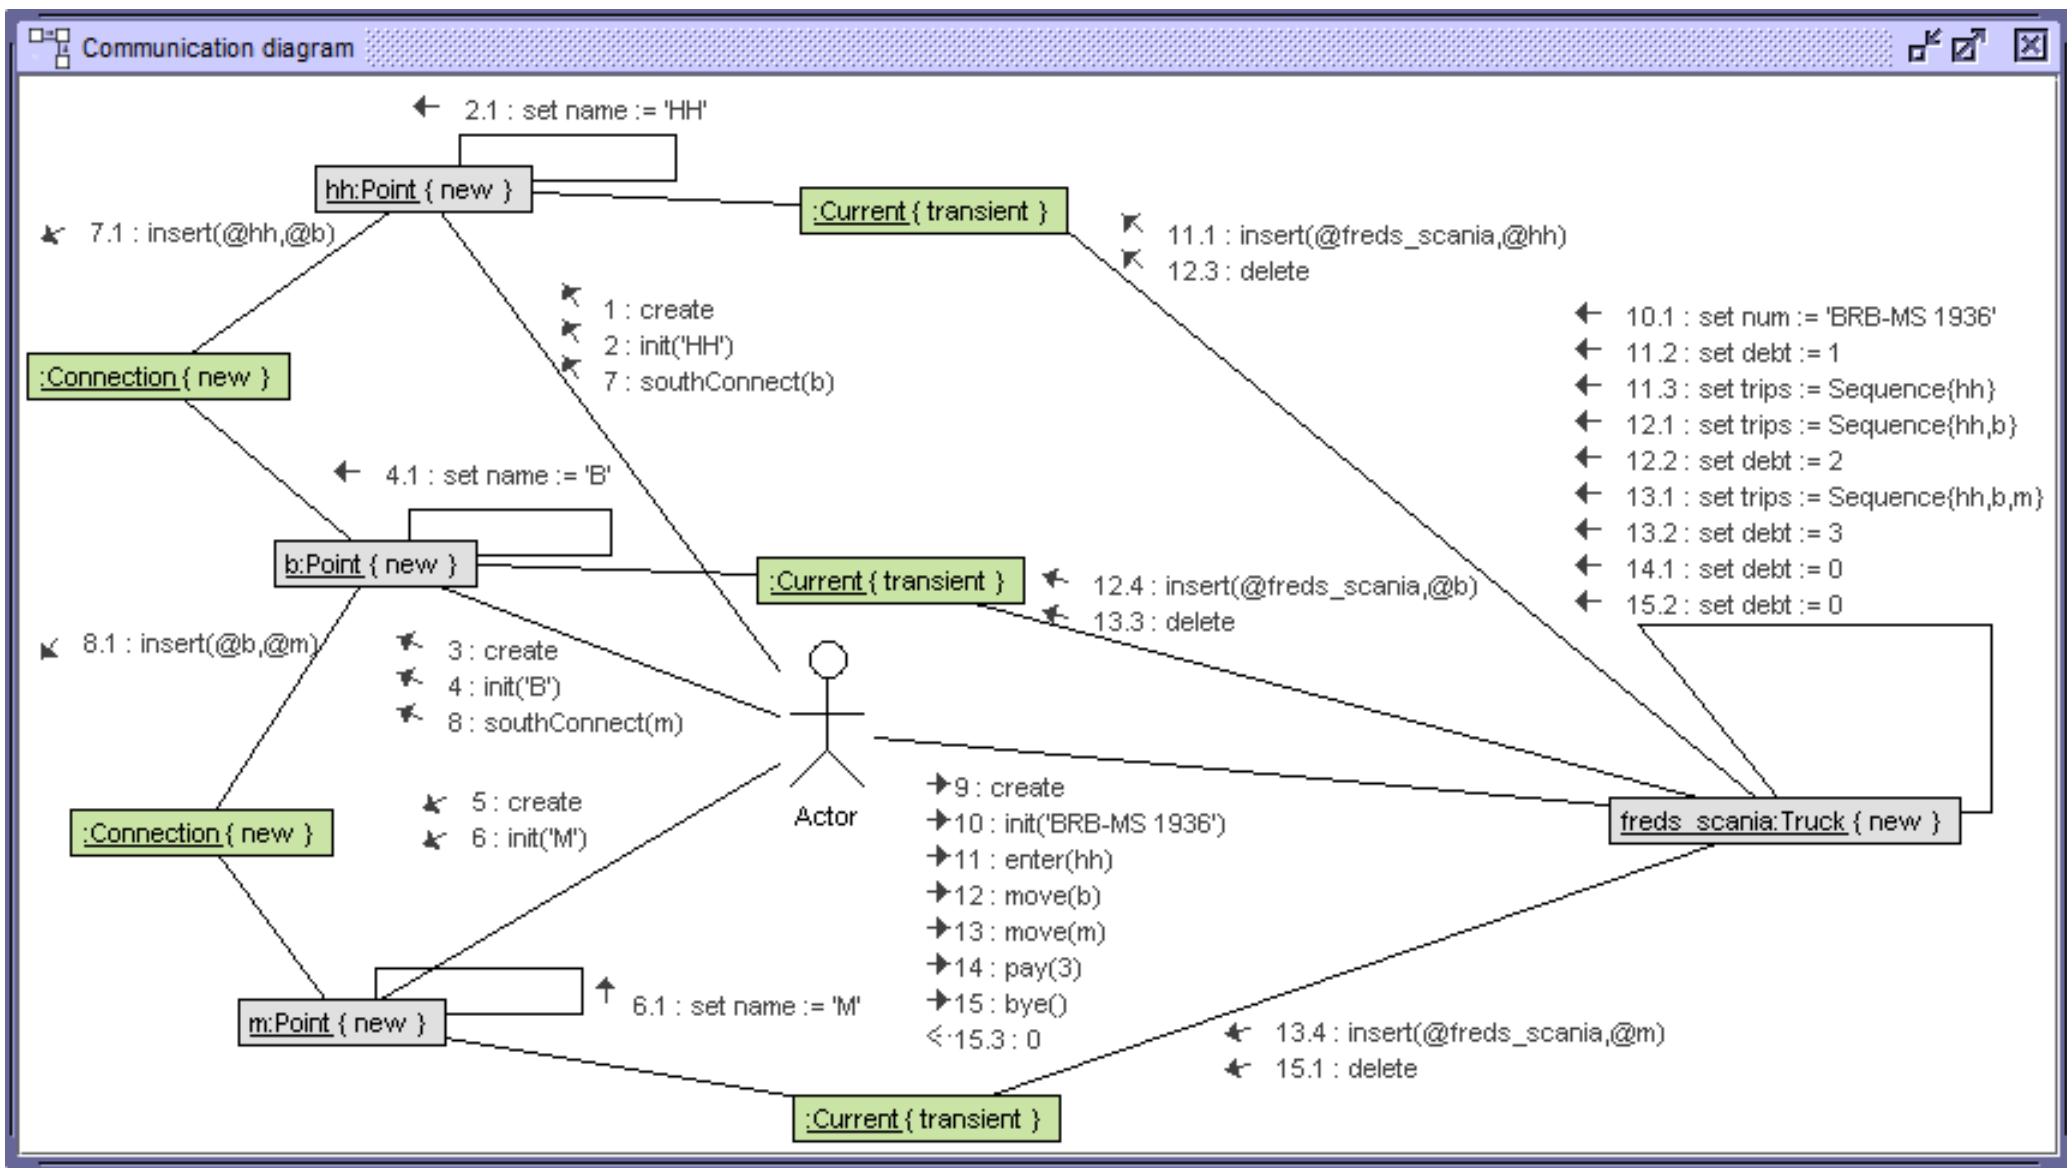 Communication diagram
2.1 : set name := 'HH'
hh:Point { new }
:Current { transient }
7.1 : insert(@hh,@b)
11.1 : insert(@freds_scania,@hh)
12.3 : delete
1 : create
2 : init('HH')
7 : southConnect(b)
10.1 : set num := 'BRB-MS 1936'
11.2 : set debt := 1
11.3 : set trips := Sequence{hh}
12.1 : set trips := Sequence{hh,b}
12.2 : set debt := 2
13.1 : set trips := Sequence{hh,b,m}
13.2 : set debt := 3
14.1 : set debt := 0
15.2 : set debt := 0
:Connection { new }
4.1 : set name := 'B'
b:Point { new }
:Current { transient }
12.4 : insert(@freds_scania,@b)
13.3 : delete
8.1 : insert(@b,@m)
3 : create
4 : init('B')
8 : southConnect(m)
5 : create
6 : init('M')
Actor
9 : create
10 : init('BRB-MS 1936')
11 : enter(hh)
12 : move(b)
13 : move(m)
14 : pay(3)
15 : bye()
15.3 : 0
freds_scania:Truck { new }
:Connection { new }
6.1 : set name := 'M'
m:Point { new }
13.4 : insert(@freds_scania,@m)
15.1 : delete
:Current { transient }